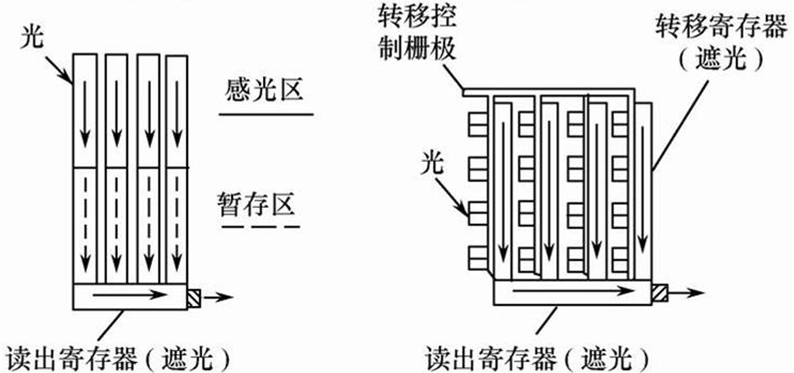 光
感光区
暂存区
读出寄存器(遮光)
转移控
制栅极
转移寄存器
(遮光)
光
读出寄存器(遮光)